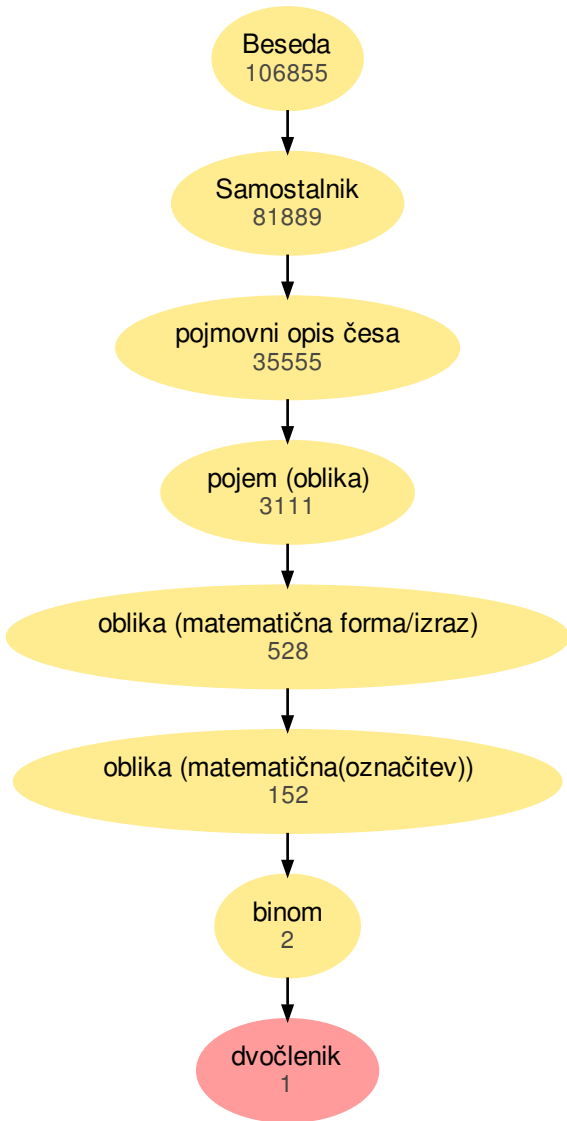 Beseda
106855
Samostalnik
81889
pojmovni opis česa
35555
pojem (oblika)
3111
oblika (matematična forma/izraz)
528
oblika (matematična(označitev))
152
binom
2
dvočlenik
1